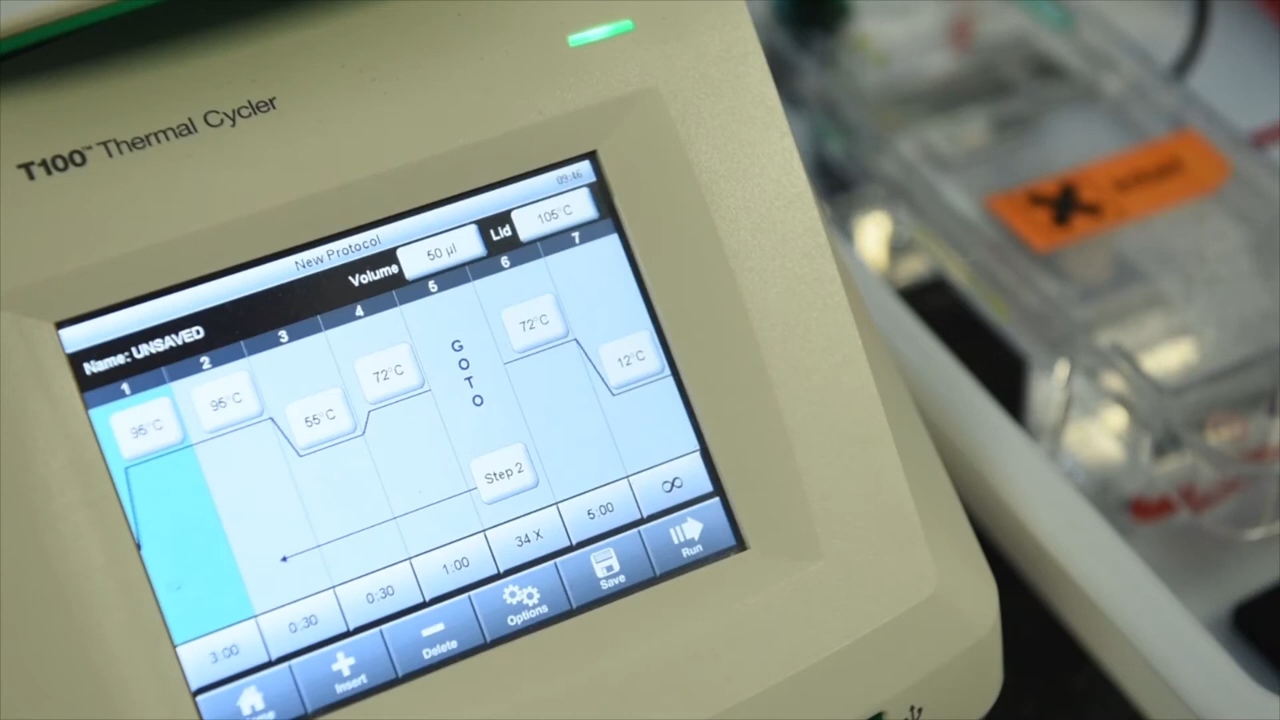 T100™ Thermal Cycler
09:46
New Protocol
Name: UNSAVED
Volume 50 µl Lid 105°C
1 2 3 4 5 6 7
95°C 95°C 55°C 72°C GOTO 72°C 12°C
Step 2
3:00 0:30 0:30 1:00 34 X 5:00 ∞
Insert Delete Options Save Run